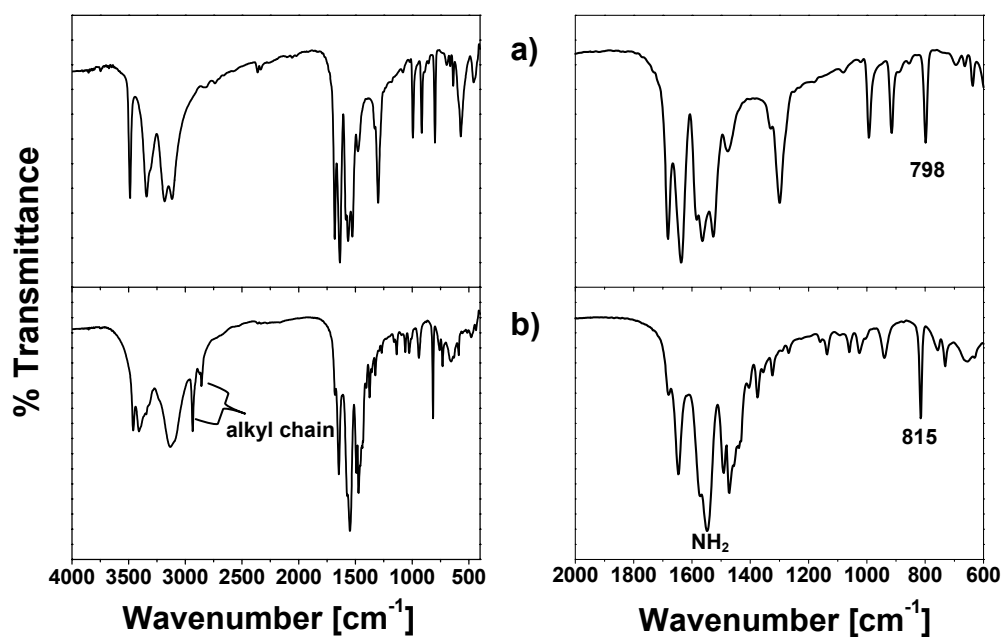 % Transmittance
a)
798
b)
alkyl chain
815
NH₂
4000 3500 3000 2500 2000 1500 1000 500
2000 1800 1600 1400 1200 1000 800 600
Wavenumber [cm⁻¹]
Wavenumber [cm⁻¹]